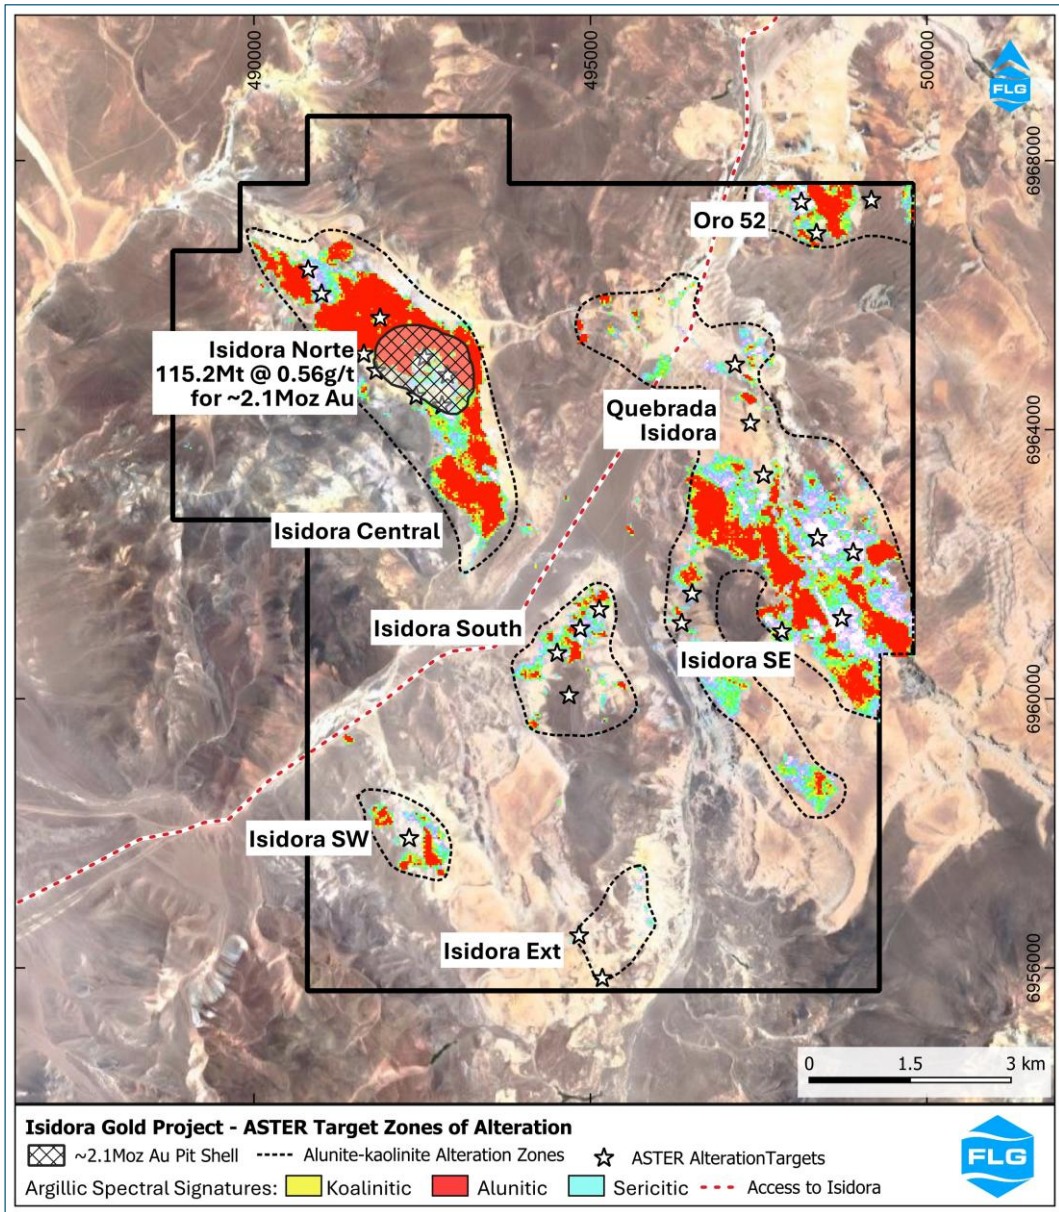 490000
495000
500000
FLG
6968000
Oro 52
Isidora Norte
115.2Mt @ 0.56g/t
for ~2.1Moz Au
Quebrada
Isidora
6964000
Isidora Central
Isidora South
Isidora SE
6960000
Isidora SW
Isidora Ext
6956000
0 1.5 3 km
Isidora Gold Project - ASTER Target Zones of Alteration
~2.1Moz Au Pit Shell
Alunite-kaolinite Alteration Zones
ASTER AlterationTargets
Argillic Spectral Signatures:
Koalinitic
Alunitic
Sericitic
Access to Isidora
FLG